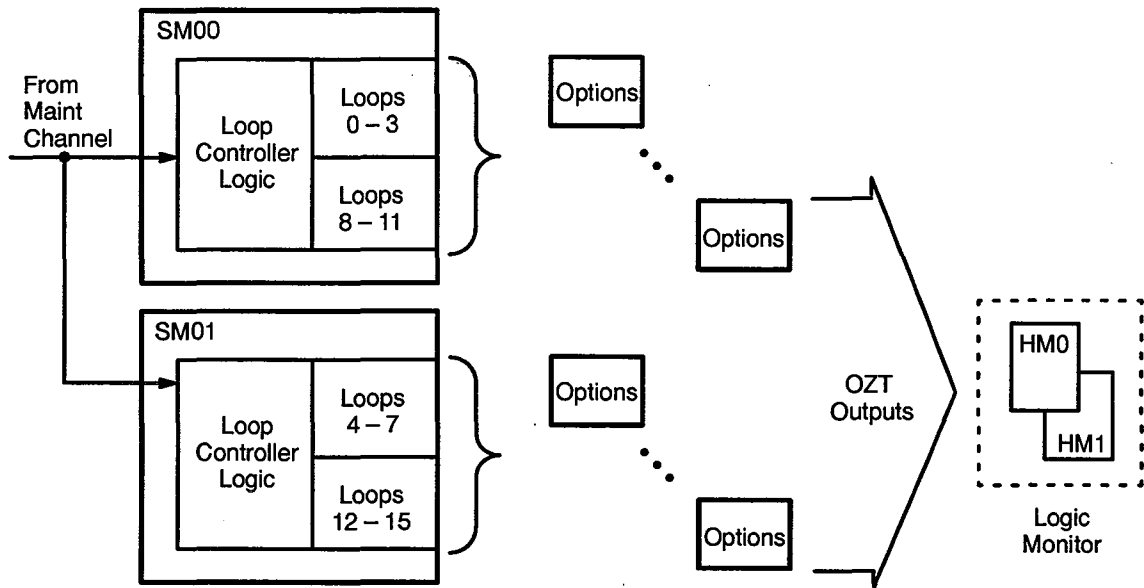 SM00
From
Maint
Channel
Loop
Controller
Logic
Loops
0 – 3
Loops
8 – 11
Options
Options
SM01
Loop
Controller
Logic
Loops
4 – 7
Loops
12 – 15
Options
Options
OZT
Outputs
HM0
HM1
Logic
Monitor